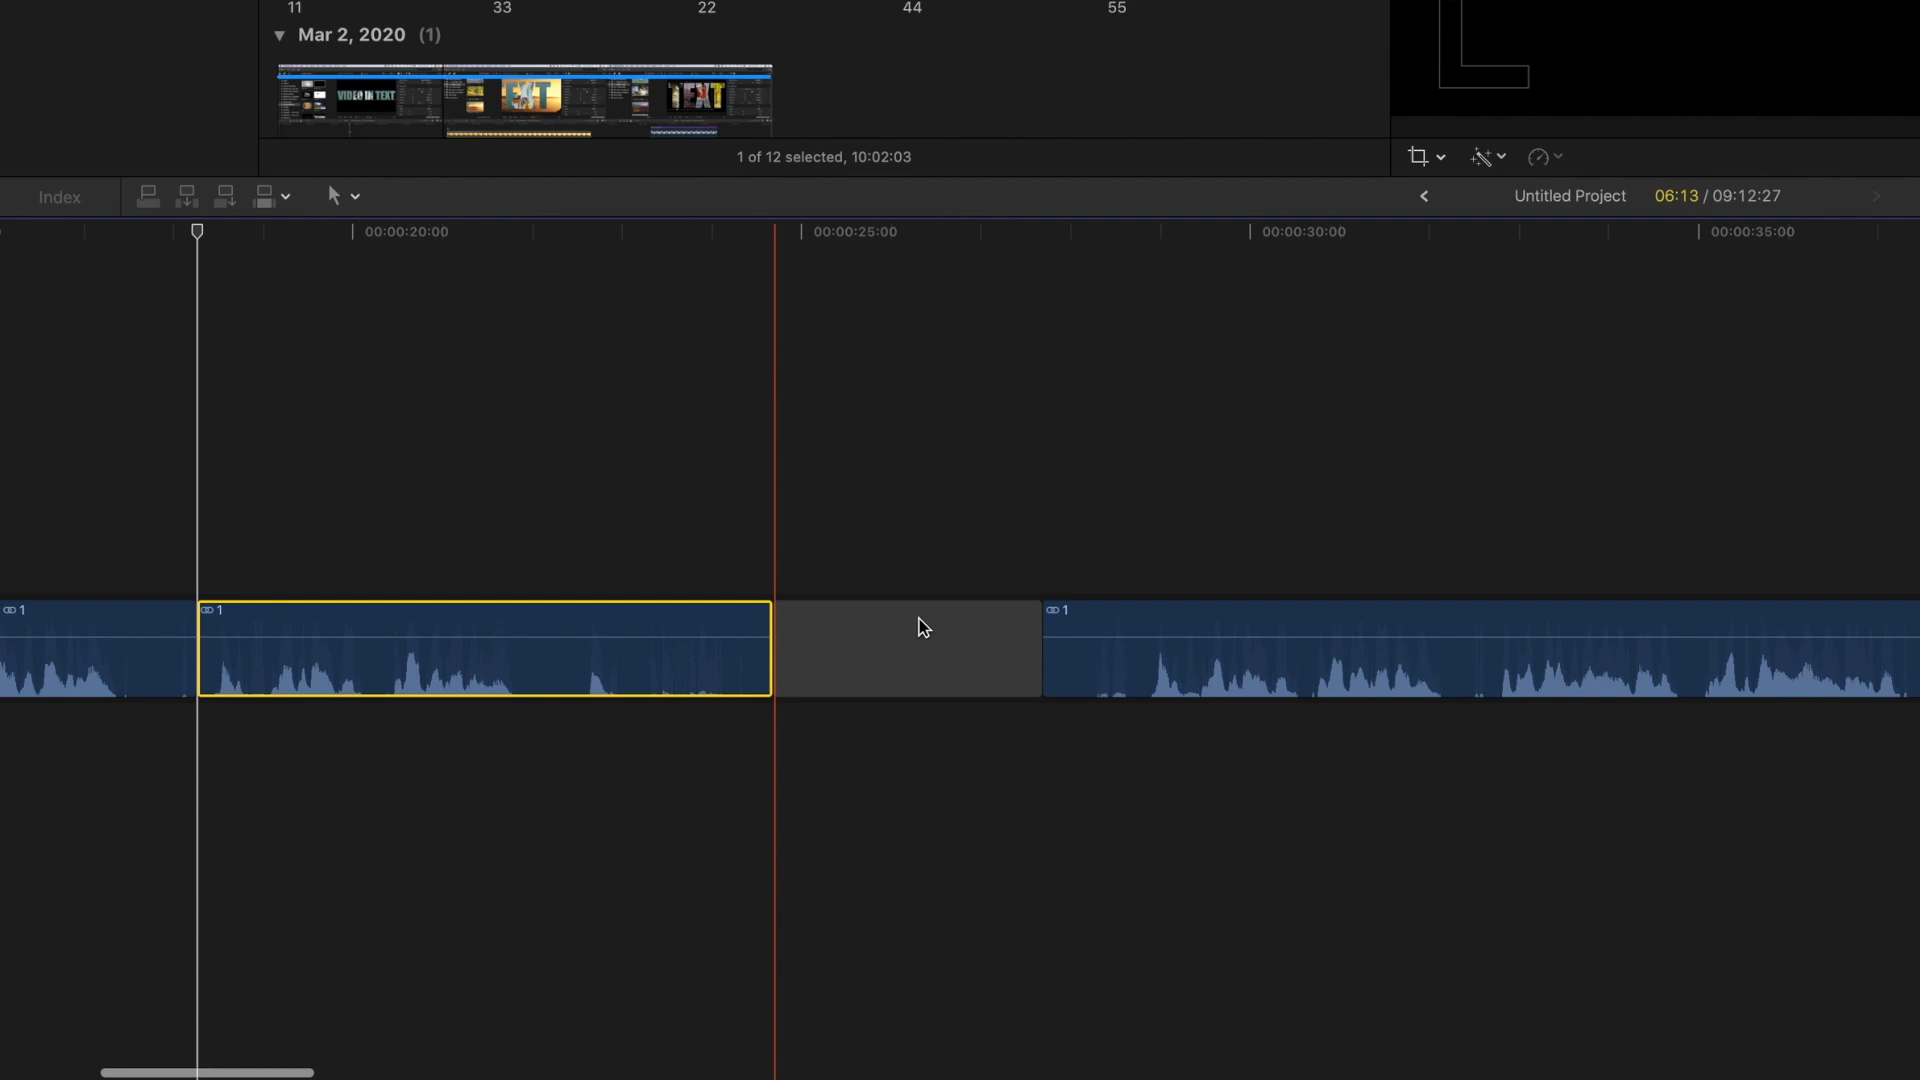 11 33 22 44 55
Mar 2, 2020 (1)
VIDEO IN TEXT
EXT
TEXT
1 of 12 selected, 10:02:03
Index
Untitled Project 06:13 / 09:12:27
00:00:20:00 00:00:25:00 00:00:30:00 00:00:35:00
1 1 1